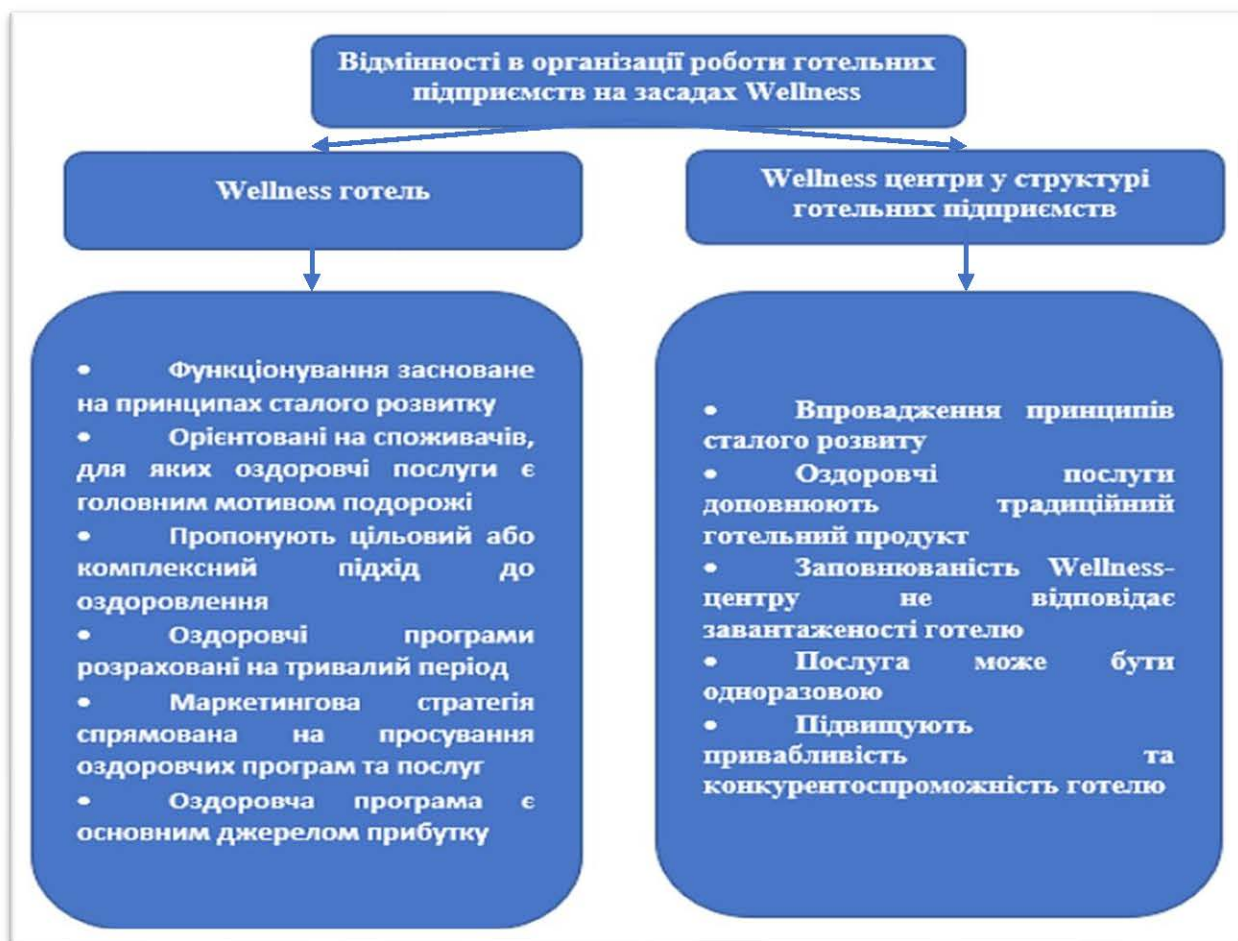 Відмінності в організації роботи готельних
підприємств на засадах Wellness
Wellness готель
Wellness центри у структурі
готельних підприємств
• Функціонування засноване
на принципах сталого розвитку
• Орієнтовані на споживачів,
для яких оздоровчі послуги є
головним мотивом подорожі
• Пропонують цільовий або
комплексний підхід до
оздоровлення
• Оздоровчі програми
розраховані на тривалий період
• Маркетингова стратегія
спрямована на просування
оздоровчих програм та послуг
• Оздоровча програма є
основним джерелом прибутку
• Впровадження принципів
сталого розвиту
• Оздоровчі послуги
доповнюють традиційний
готельний продукт
• Заповнюваність Wellness-
центру не відповідає
завантаженості готелю
• Послуга може бути
одноразовою
• Підвищують
привабливість та
конкурентоспроможність готелю